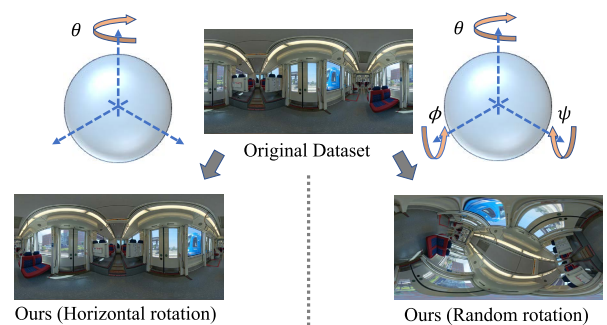 θ
θ
ϕ
ψ
Original Dataset
Ours (Horizontal rotation)
Ours (Random rotation)